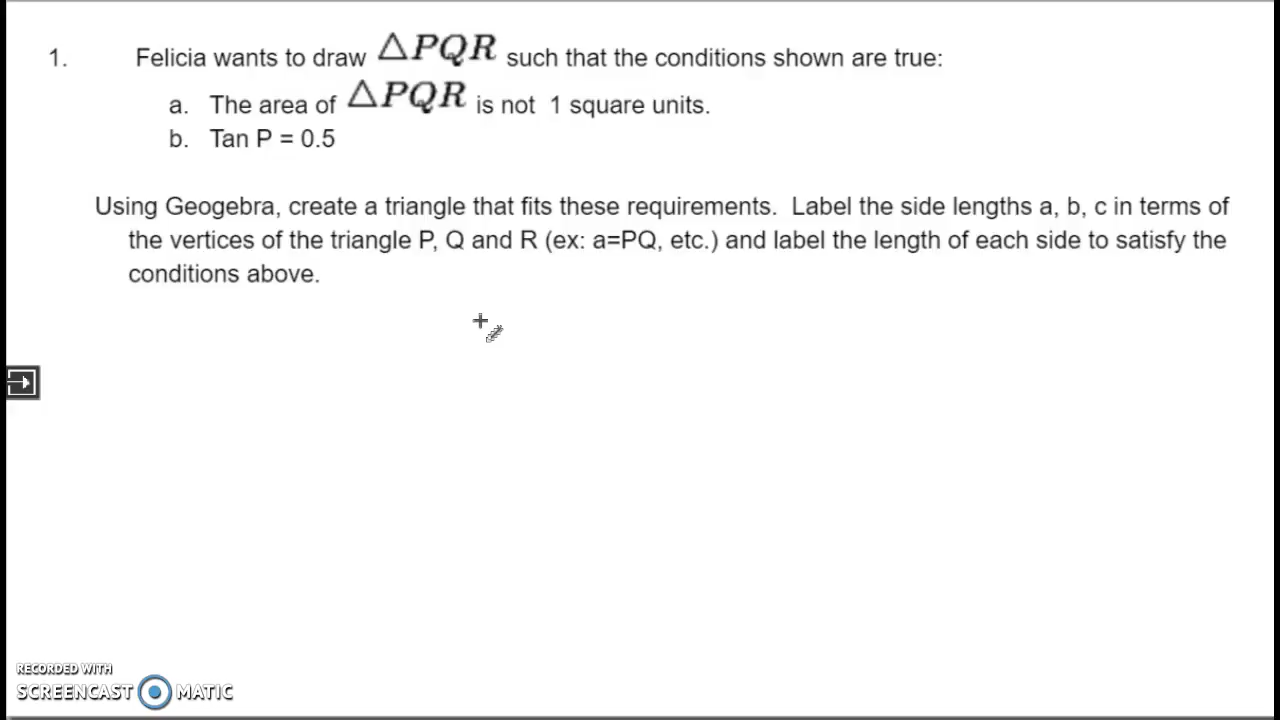 1. Felicia wants to draw △PQR such that the conditions shown are true:
a. The area of △PQR is not 1 square units.
b. Tan P = 0.5
Using Geogebra, create a triangle that fits these requirements. Label the side lengths a, b, c in terms of
the vertices of the triangle P, Q and R (ex: a=PQ, etc.) and label the length of each side to satisfy the
conditions above.
RECORDED WITH
SCREENCAST MATIC